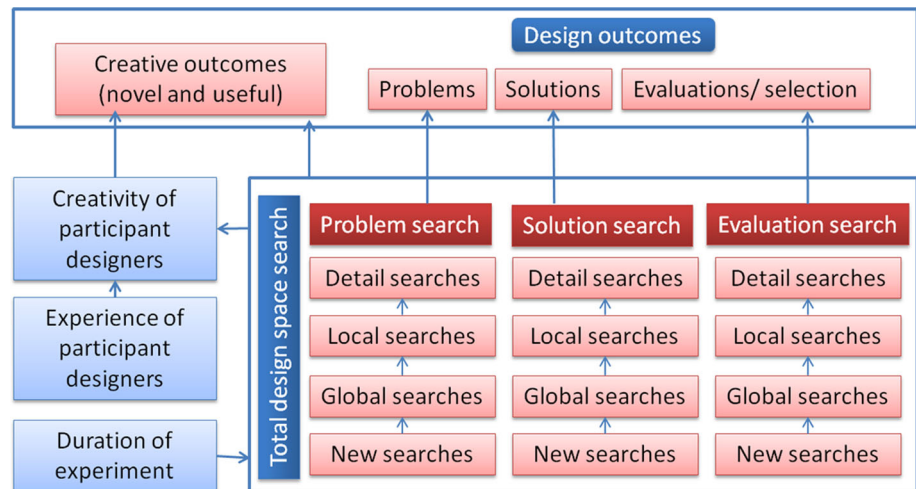 Design outcomes
Creative outcomes
(novel and useful)
Problems
Solutions
Evaluations/ selection
Creativity of
participant
designers
Experience of
participant
designers
Duration of
experiment
Total design space search
Problem search
Solution search
Evaluation search
Detail searches
Detail searches
Detail searches
Local searches
Local searches
Local searches
Global searches
Global searches
Global searches
New searches
New searches
New searches